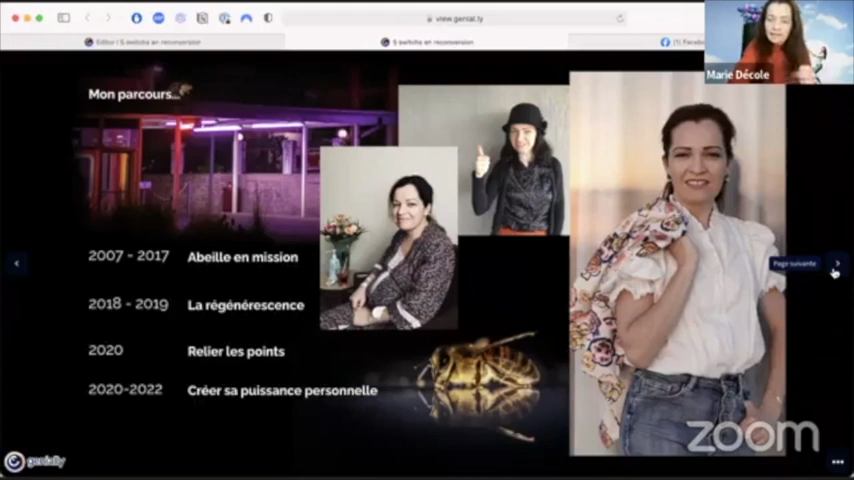 view.genial.ly
Editor | 5 switchs en reconversion
5 switchs en reconversion
(1) Facebook
Marie Décole
Mon parcours...
2007 - 2017 Abeille en mission
2018 - 2019 La régénérescence
2020 Relier les points
2020-2022 Créer sa puissance personnelle
Page suivante
zoom
genially